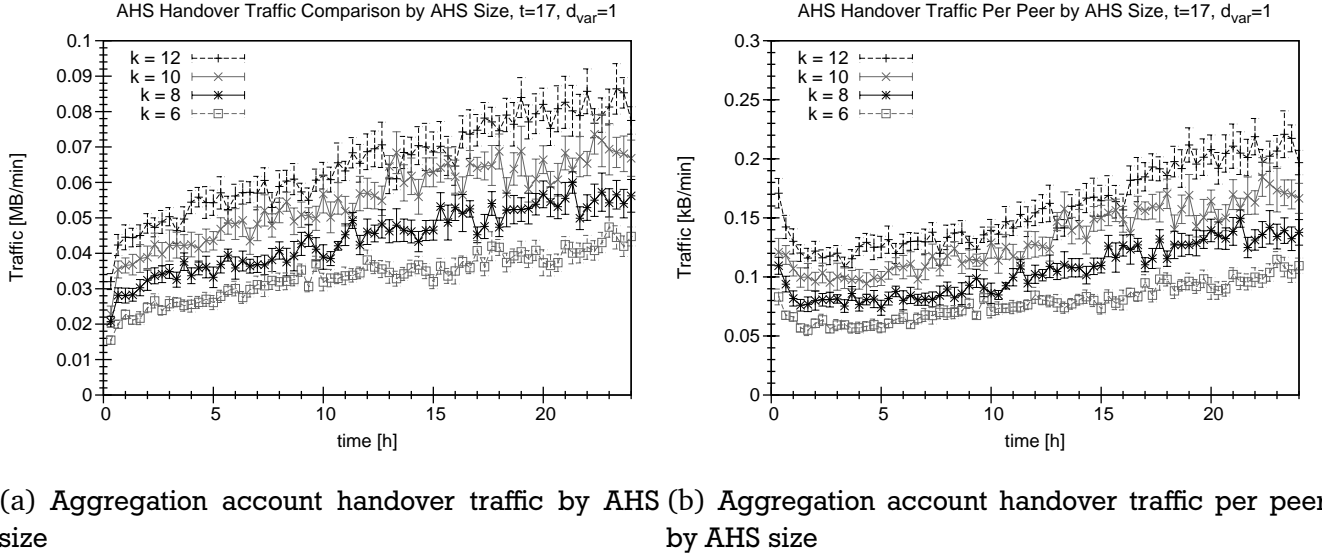 AHS Handover Traffic Comparison by AHS Size, t=17, dvar=1
0.1
0.09
0.08
0.07
0.06
0.05
0.04
0.03
0.02
0.01
0
Traffic [MB/min]
k = 12
k = 10
k = 8
k = 6
0 5 10 15 20
time [h]
AHS Handover Traffic Per Peer by AHS Size, t=17, dvar=1
0.3
0.25
0.2
0.15
0.1
0.05
0
Traffic [kB/min]
k = 12
k = 10
k = 8
k = 6
0 5 10 15 20
time [h]
(a) Aggregation account handover traffic by AHS
size
(b) Aggregation account handover traffic per peer
by AHS size